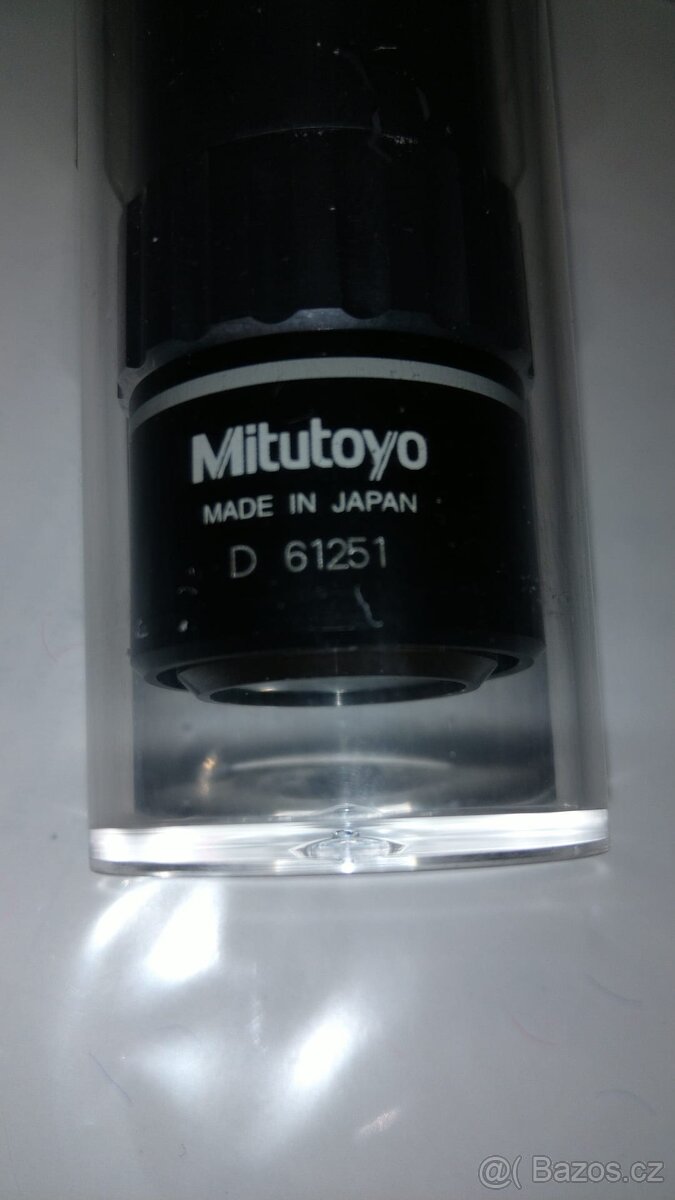 Mitutoyo
MADE IN JAPAN
D 61251
@( Bazos.cz